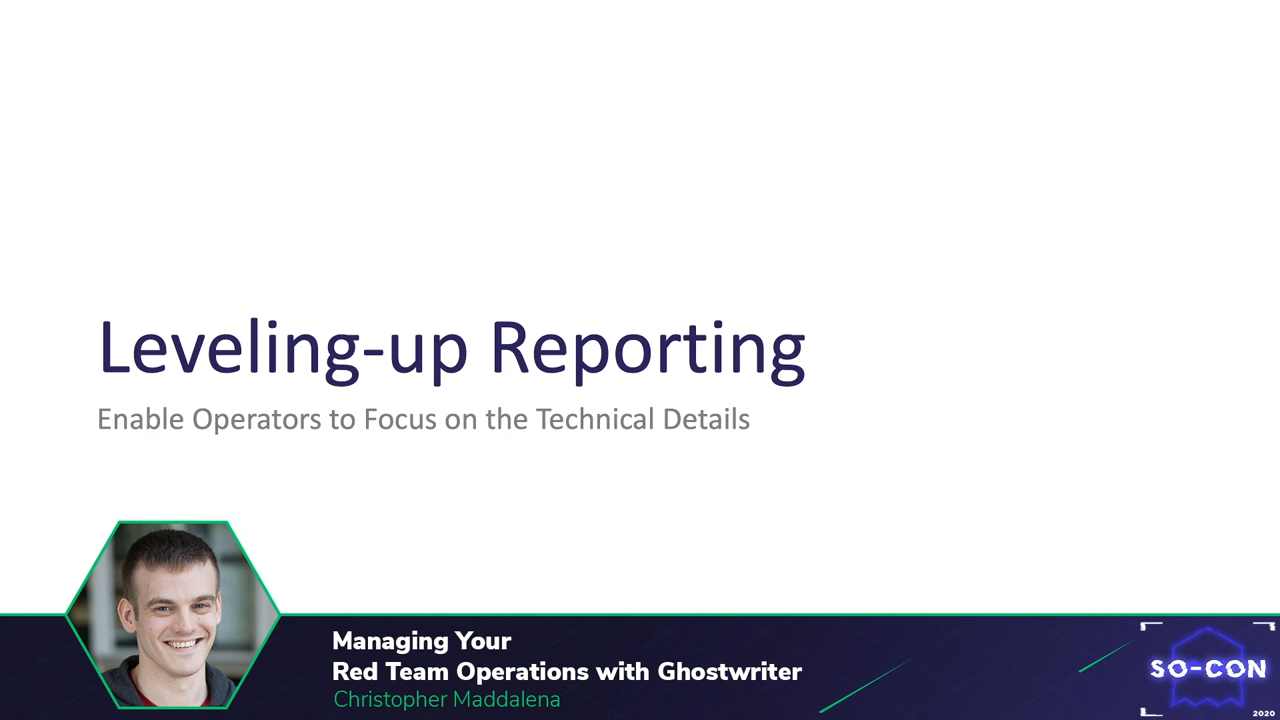 Leveling-up Reporting
Enable Operators to Focus on the Technical Details
Managing Your
Red Team Operations with Ghostwriter
Christopher Maddalena
SO-CON
2020